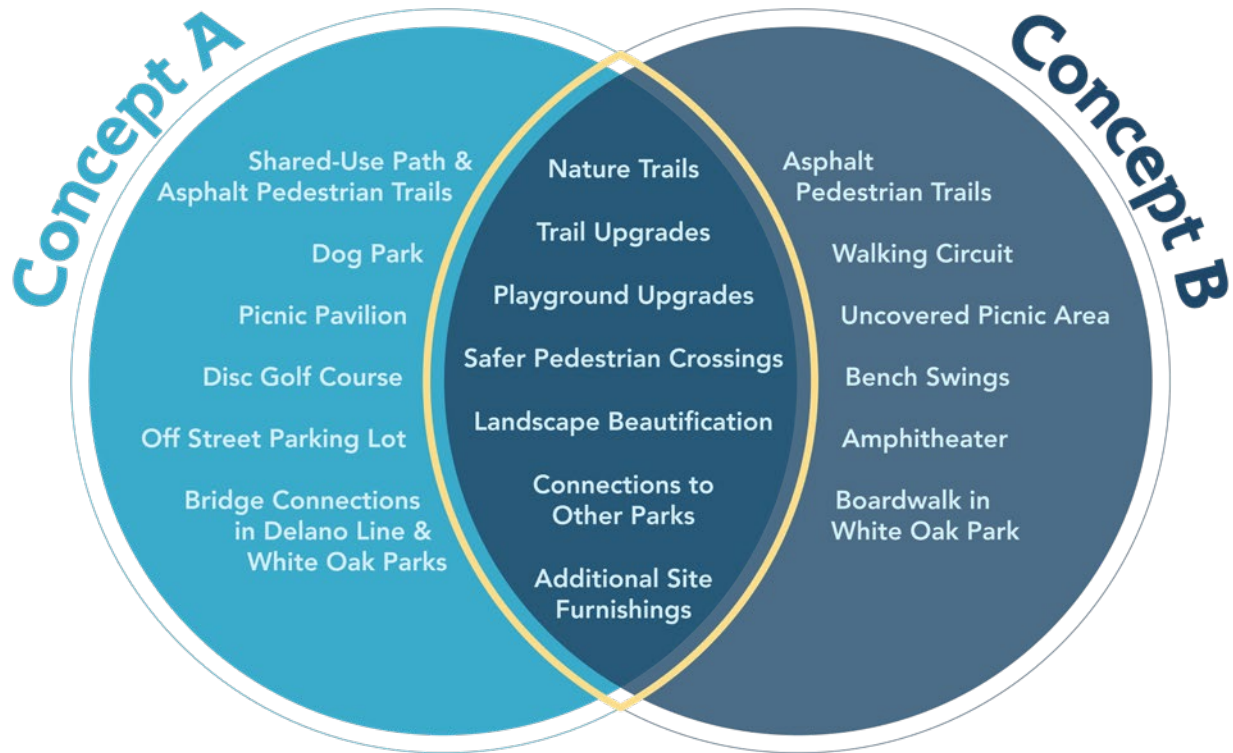 Concept A
Shared-Use Path &
Asphalt Pedestrian Trails
Dog Park
Picnic Pavilion
Disc Golf Course
Off Street Parking Lot
Bridge Connections
in Delano Line &
White Oak Parks
Nature Trails
Trail Upgrades
Playground Upgrades
Safer Pedestrian Crossings
Landscape Beautification
Connections to
Other Parks
Additional Site
Furnishings
Concept B
Asphalt
Pedestrian Trails
Walking Circuit
Uncovered Picnic Area
Bench Swings
Amphitheater
Boardwalk in
White Oak Park